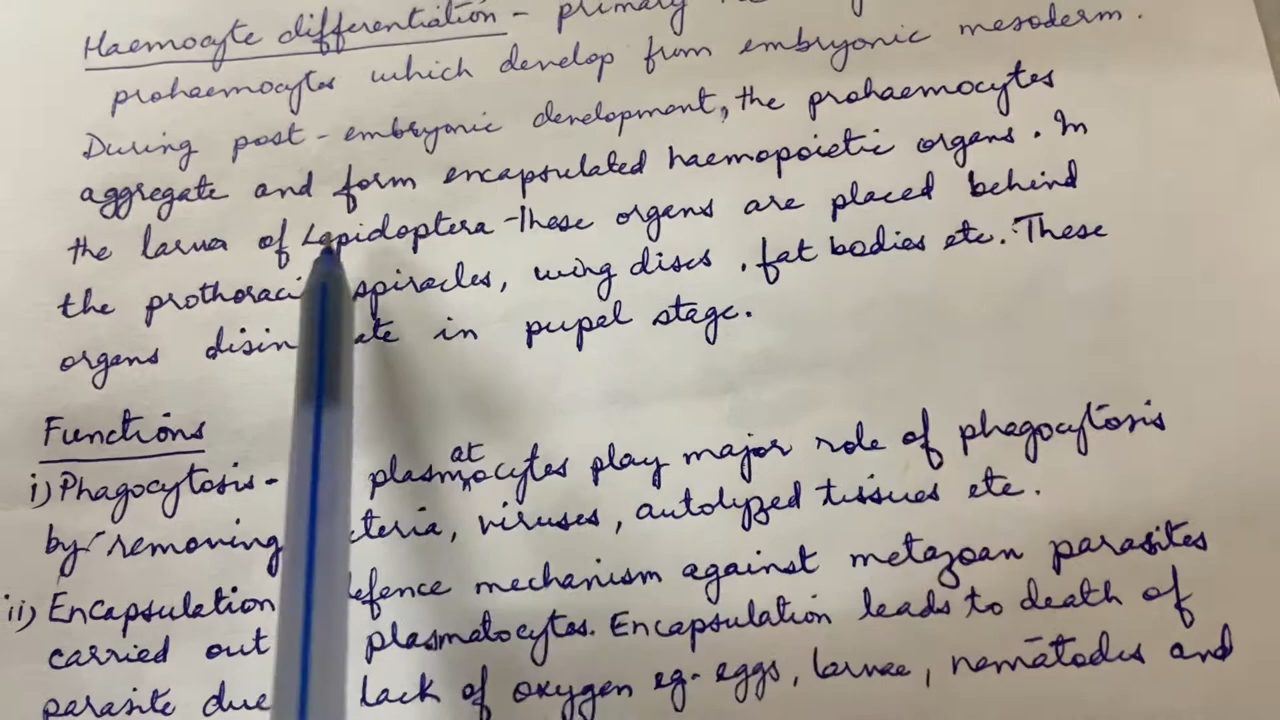 Haemocyte differentiation - primary
prohaemocytes which develop from embryonic mesoderm.
During post - embryonic development, the prohaemocytes
aggregate and form encapsulated haemopoietic organs. In
the larva of Lepidoptera these organs are placed behind
the prothoraci spiracles, wing discs, fat bodies etc. These
organs disin ate in pupel stage.
Functions
i) Phagocytosis - plasmatocytes play major role of phagocytosis
by removing teria, viruses, autolyzed tissues etc.
ii) Encapsulation efence mechanism against metazoan parasites
carried out plasmatocytes. Encapsulation leads to death of
parasite due lack of oxygen eg. eggs, larvae, nematodes and